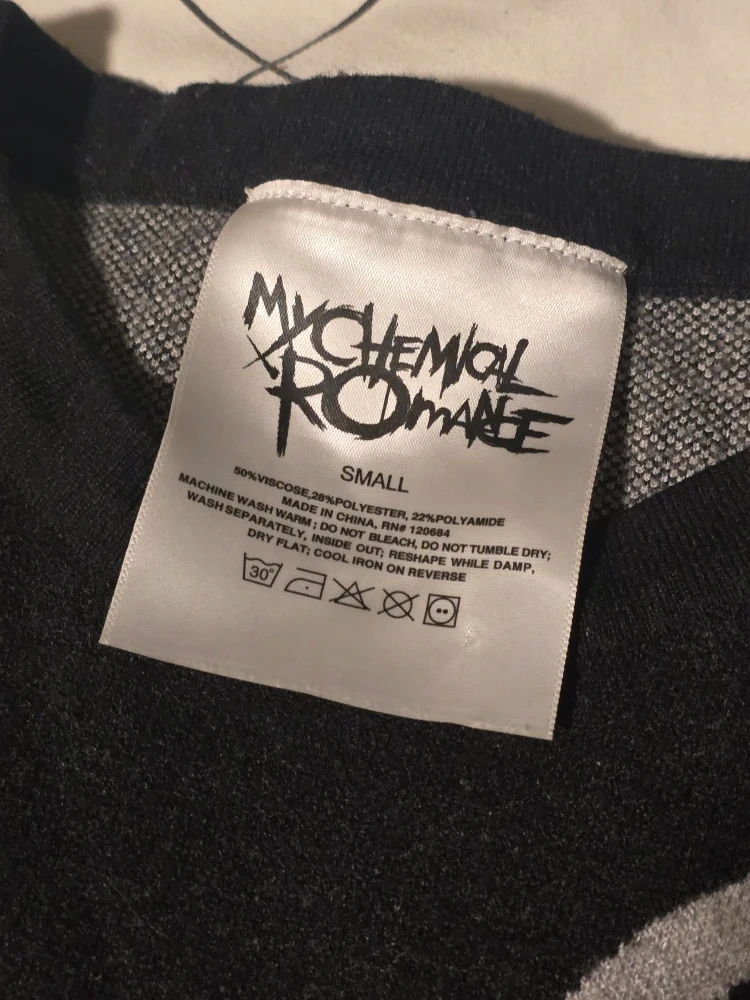 MY CHEMICAL
ROMANCE
SMALL
50%VISCOSE,28%POLYESTER, 22%POLYAMIDE
MADE IN CHINA, RN# 120684
MACHINE WASH WARM ; DO NOT BLEACH, DO NOT TUMBLE DRY;
WASH SEPARATELY, INSIDE OUT; RESHAPE WHILE DAMP,
DRY FLAT; COOL IRON ON REVERSE
30°